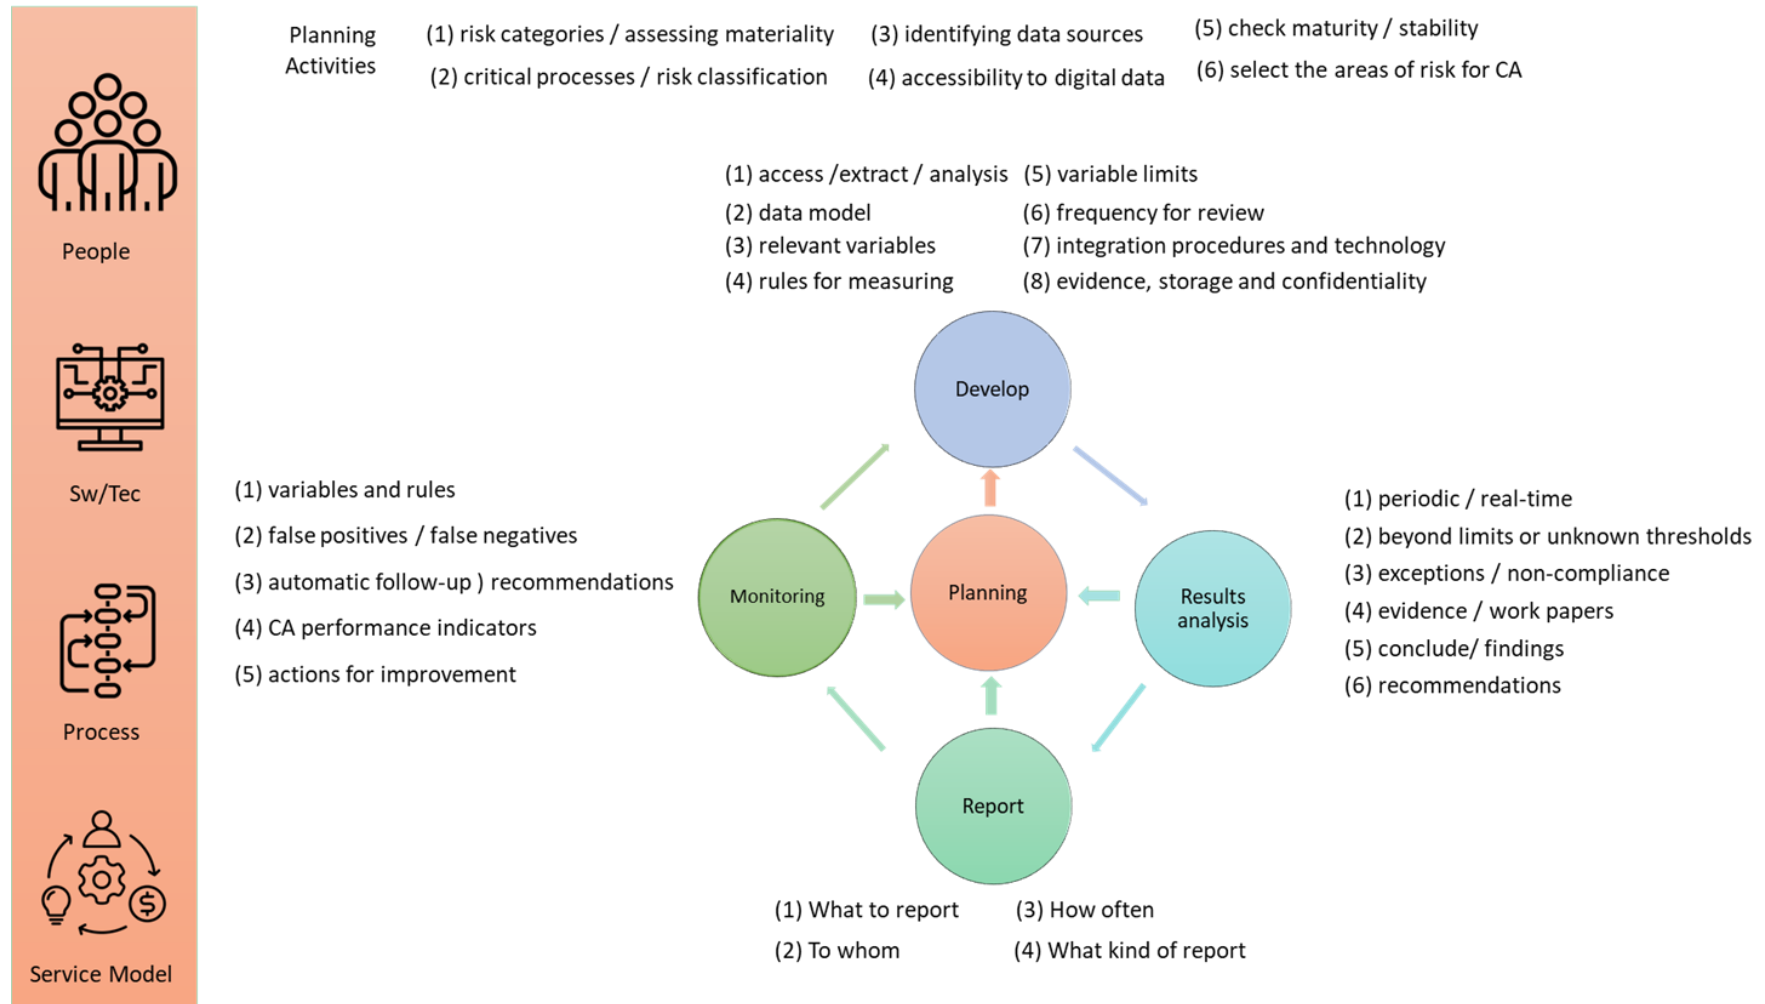 Planning
Activities
(1) risk categories / assessing materiality
(2) critical processes / risk classification
(3) identifying data sources
(4) accessibility to digital data
(5) check maturity / stability
(6) select the areas of risk for CA
People
Sw/Tec
Process
Service Model
(1) access /extract / analysis
(2) data model
(3) relevant variables
(4) rules for measuring
(5) variable limits
(6) frequency for review
(7) integration procedures and technology
(8) evidence, storage and confidentiality
Develop
(1) variables and rules
(2) false positives / false negatives
(3) automatic follow-up ) recommendations
(4) CA performance indicators
(5) actions for improvement
Monitoring
Planning
Results
analysis
(1) periodic / real-time
(2) beyond limits or unknown thresholds
(3) exceptions / non-compliance
(4) evidence / work papers
(5) conclude/ findings
(6) recommendations
Report
(1) What to report
(2) To whom
(3) How often
(4) What kind of report
$